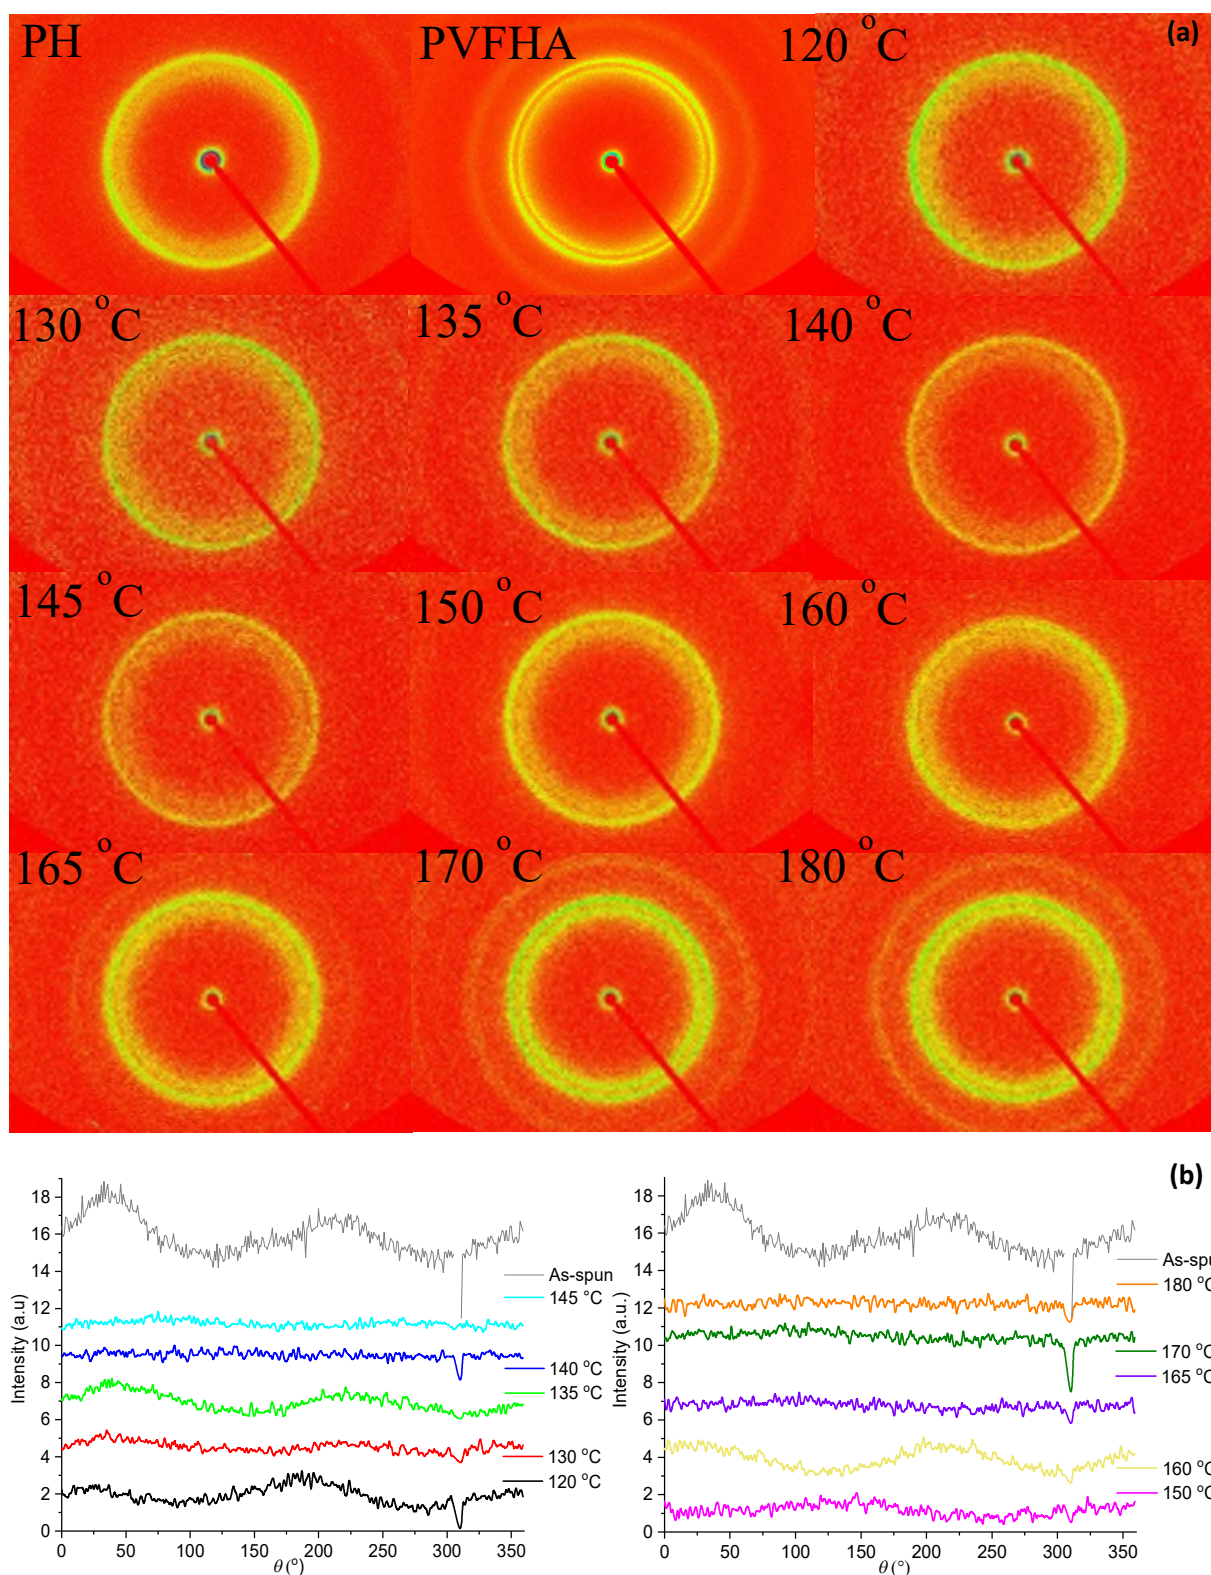 PH PVFHA 120 °C (a)
130 °C 135 °C 140 °C
145 °C 150 °C 160 °C
165 °C 170 °C 180 °C
(b)
Intensity (a.u)
18
16
14
12
10
8
6
4
2
0
As-spun
145 °C
140 °C
135 °C
130 °C
120 °C
0 50 100 150 200 250 300 350
θ (°)
Intensity (a.u.)
18
16
14
12
10
8
6
4
2
0
As-spu
180 °C
170 °C
165 °C
160 °C
150 °C
0 50 100 150 200 250 300 350
θ (°)